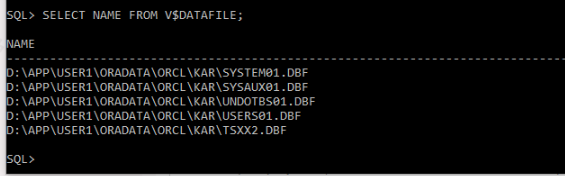 SQL> SELECT NAME FROM V$DATAFILE;
NAME
--------------------------------------------------------------------------------
D:\APP\USER1\ORADATA\ORCL\KAR\SYSTEM01.DBF
D:\APP\USER1\ORADATA\ORCL\KAR\SYSAUX01.DBF
D:\APP\USER1\ORADATA\ORCL\KAR\UNDOTBS01.DBF
D:\APP\USER1\ORADATA\ORCL\KAR\USERS01.DBF
D:\APP\USER1\ORADATA\ORCL\KAR\TSXX2.DBF
SQL>